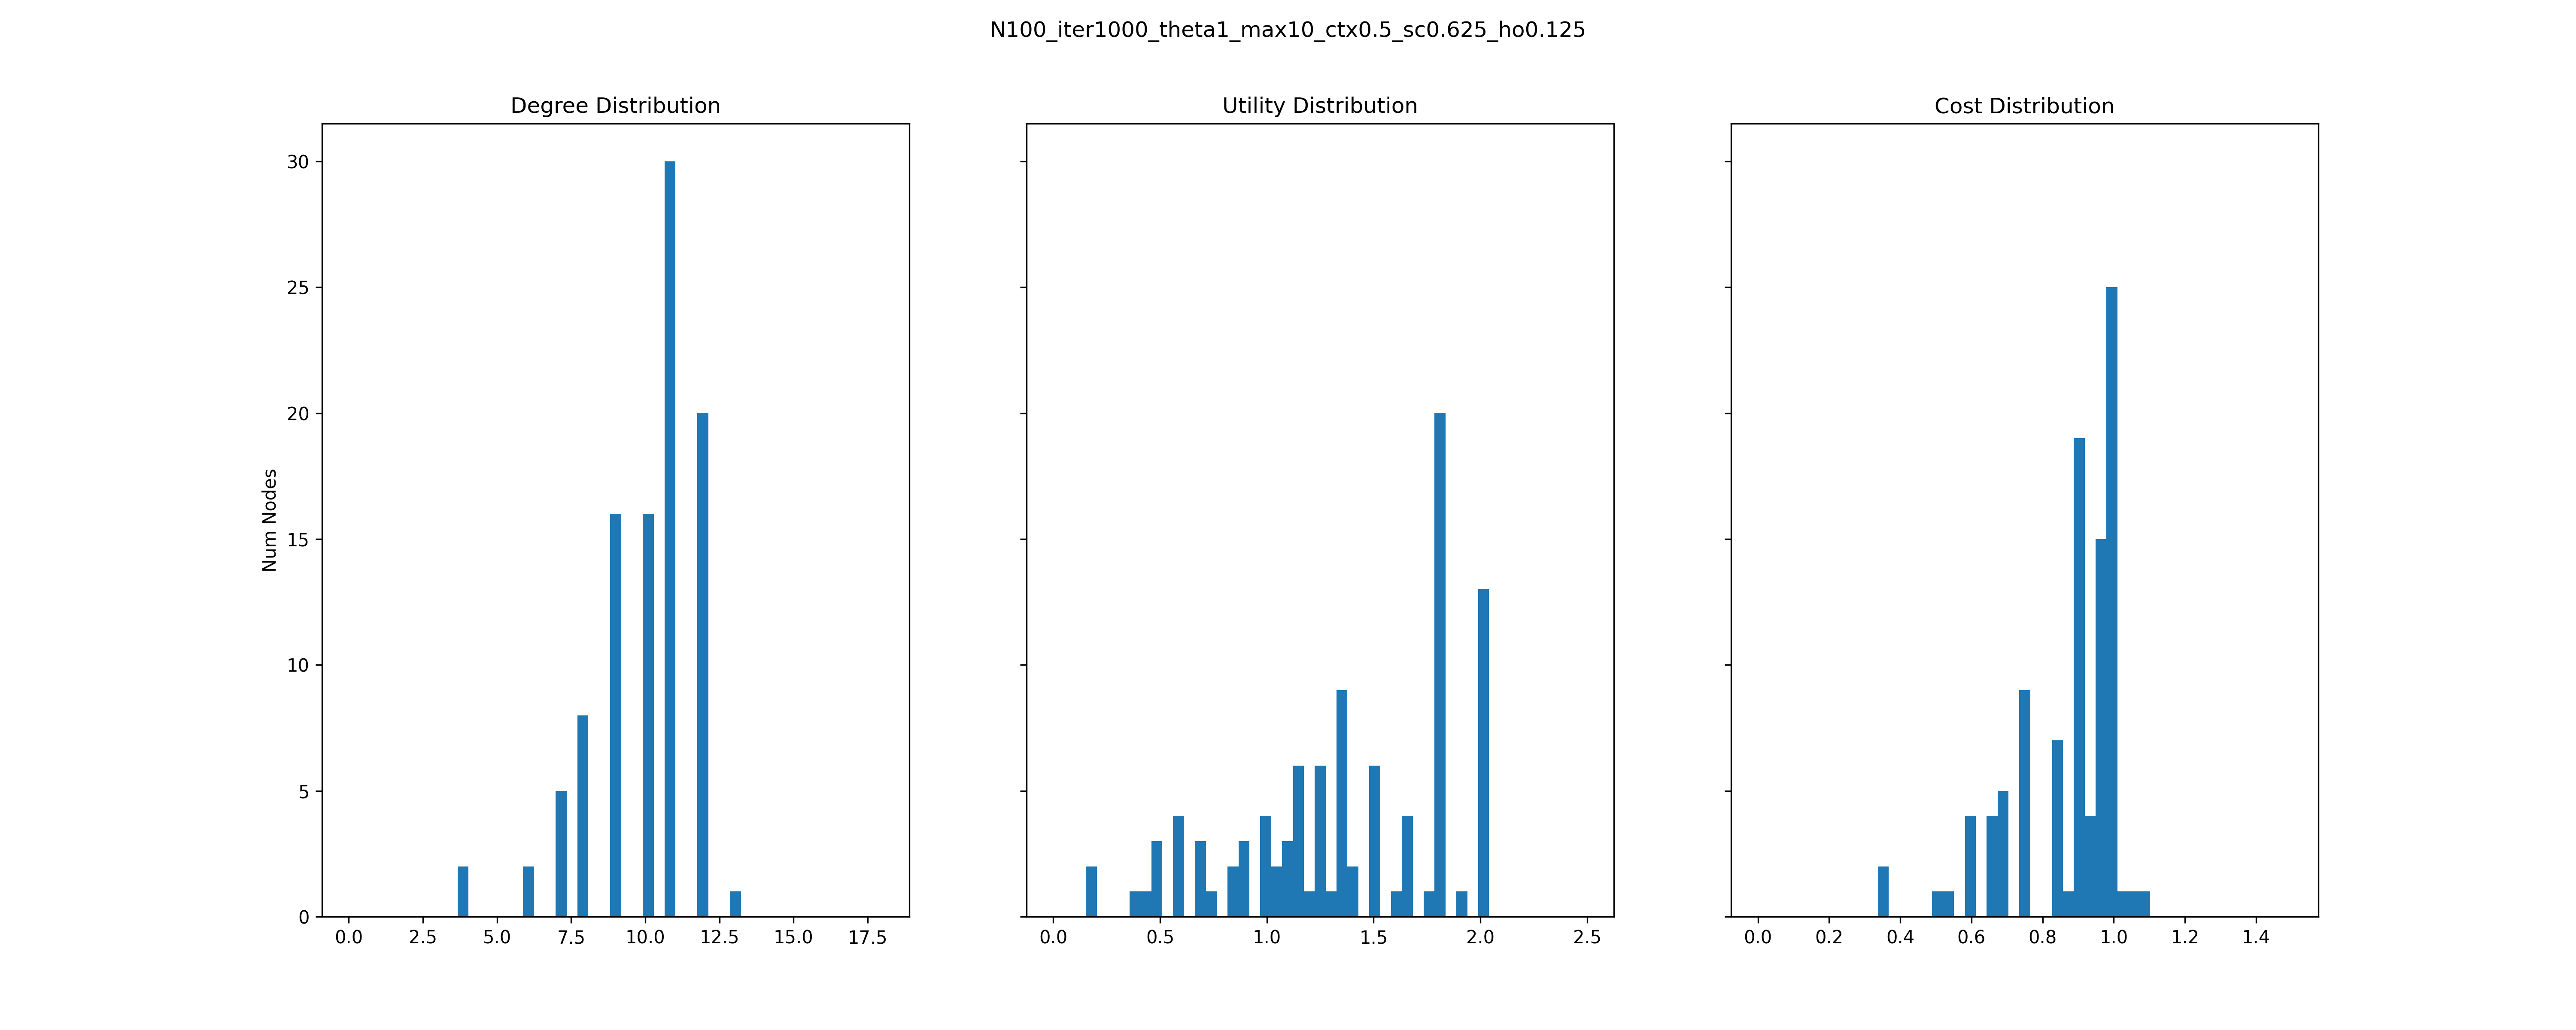 N100_iter1000_theta1_max10_ctx0.5_sc0.625_ho0.125
Degree Distribution
Utility Distribution
Cost Distribution
Num Nodes
30
25
20
15
10
5
0
0.0 2.5 5.0 7.5 10.0 12.5 15.0 17.5
0.0 0.5 1.0 1.5 2.0 2.5
0.0 0.2 0.4 0.6 0.8 1.0 1.2 1.4